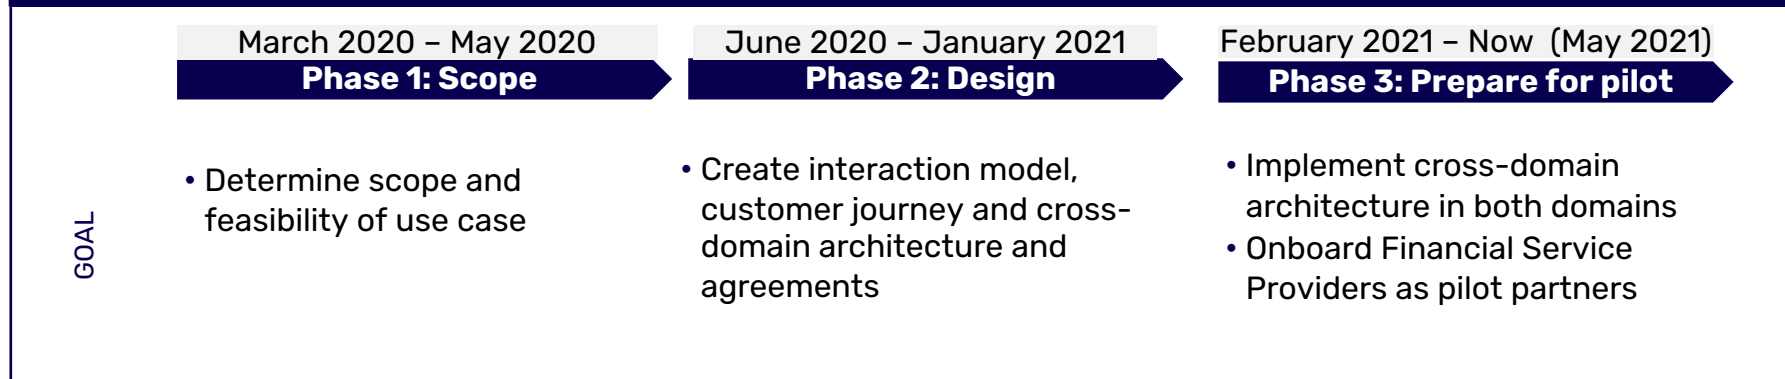 March 2020 – May 2020
Phase 1: Scope
June 2020 – January 2021
Phase 2: Design
February 2021 – Now  (May 2021)
Phase 3: Prepare for pilot
GOAL
• Determine scope and
feasibility of use case
• Create interaction model,
customer journey and cross-
domain architecture and
agreements
• Implement cross-domain
architecture in both domains
• Onboard Financial Service
Providers as pilot partners